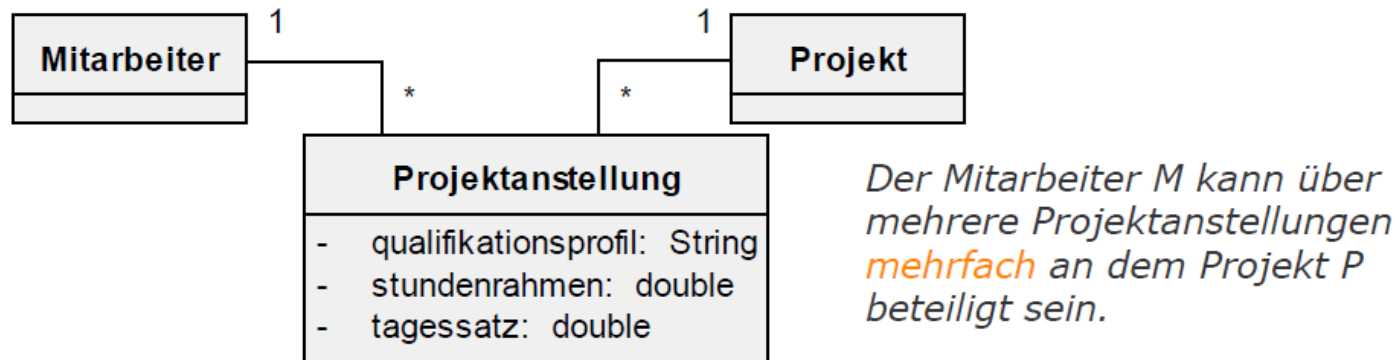 1
1
Mitarbeiter
Projekt
*
*
Projektanstellung
- qualifikationsprofil: String
- stundenrahmen: double
- tagessatz: double
Der Mitarbeiter M kann über
mehrere Projektanstellungen
mehrfach an dem Projekt P
beteiligt sein.